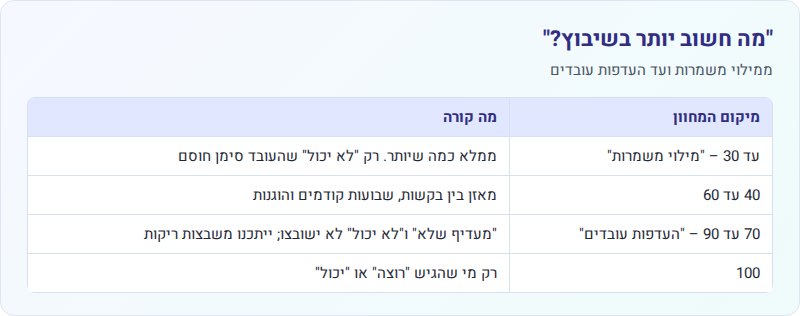 "מה חשוב יותר בשיבוץ?"
ממילוי משמרות ועד העדפות עובדים
מיקום המחוון מה קורה
עד 30 – "מילוי משמרות" ממלא כמה שיותר. רק "לא יכול" שהעובד סימן חוסם
40 עד 60 מאזן בין בקשות, שבועות קודמים והוגנות
70 עד 90 – "העדפות עובדים" "מעדיף שלא" ו"לא יכול" לא ישובצו; ייתכנו משבצות ריקות
100 רק מי שהגיש "רוצה" או "יכול"